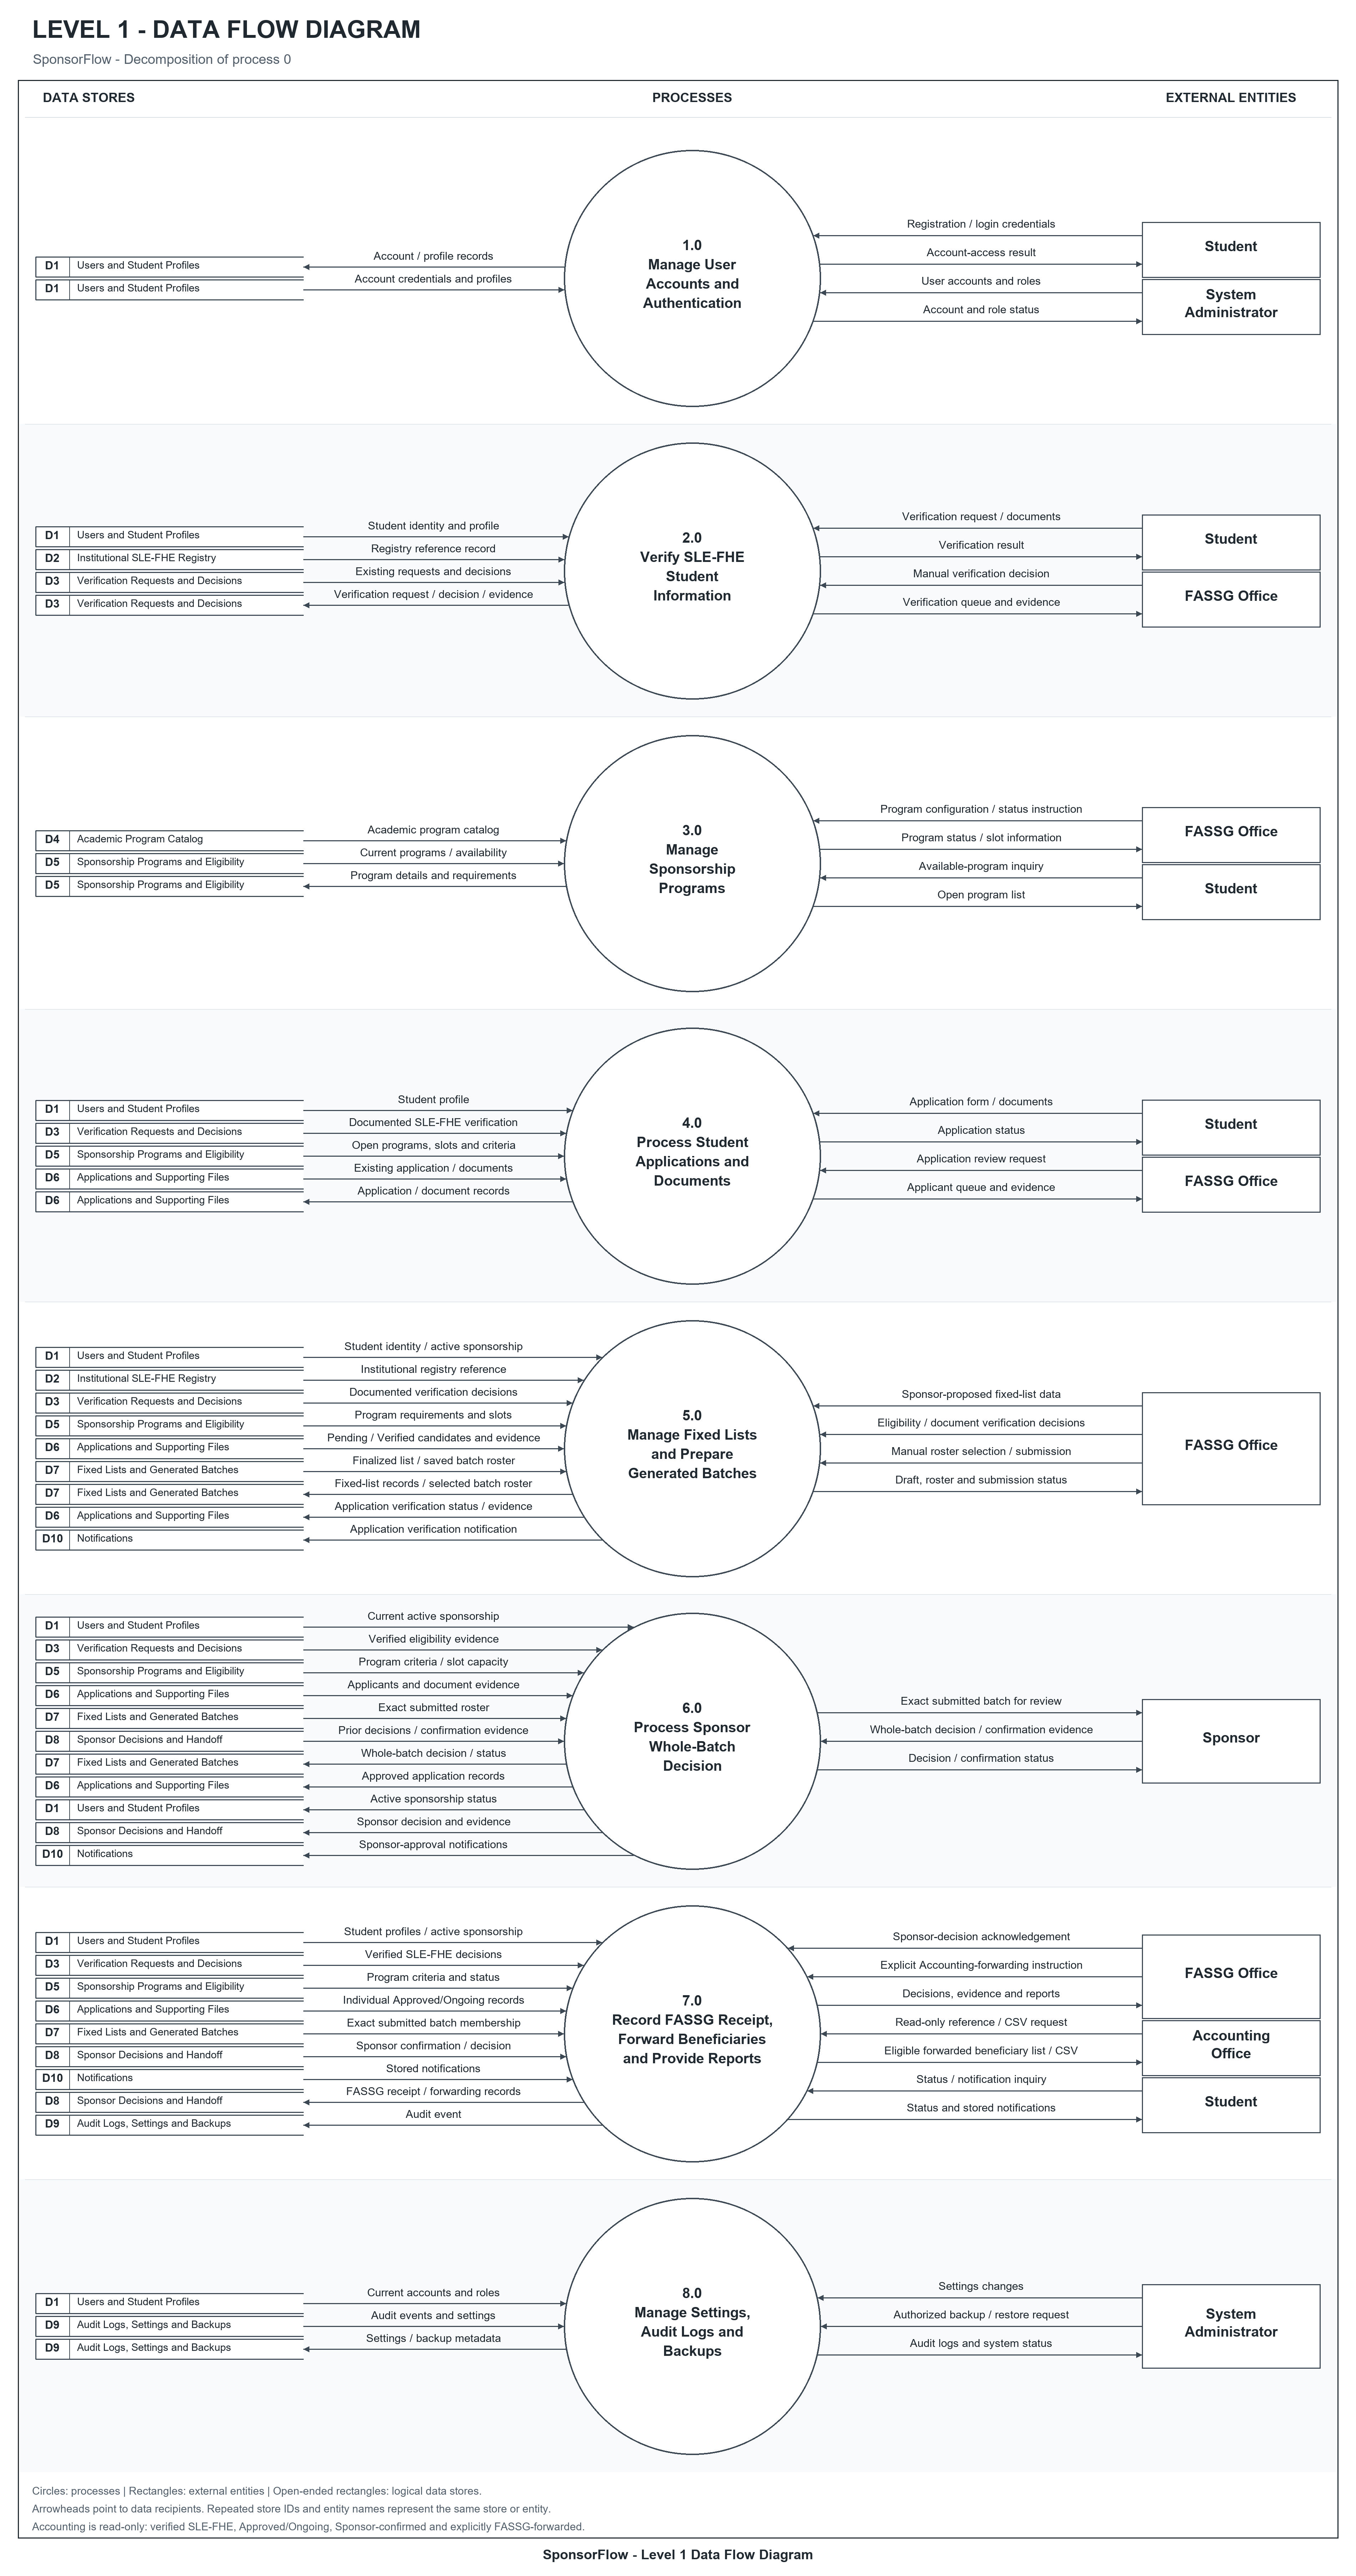 LEVEL 1 - DATA FLOW DIAGRAM
SponsorFlow - Decomposition of process 0
DATA STORES
PROCESSES
EXTERNAL ENTITIES
D1 Users and Student Profiles
D1 Users and Student Profiles
Account / profile records
Account credentials and profiles
1.0
Manage User
Accounts and
Authentication
Registration / login credentials
Account-access result
User accounts and roles
Account and role status
Student
System
Administrator
D1 Users and Student Profiles
D2 Institutional SLE-FHE Registry
D3 Verification Requests and Decisions
D3 Verification Requests and Decisions
Student identity and profile
Registry reference record
Existing requests and decisions
Verification request / decision / evidence
2.0
Verify SLE-FHE
Student
Information
Verification request / documents
Verification result
Manual verification decision
Verification queue and evidence
Student
FASSG Office
D4 Academic Program Catalog
D5 Sponsorship Programs and Eligibility
D5 Sponsorship Programs and Eligibility
Academic program catalog
Current programs / availability
Program details and requirements
3.0
Manage
Sponsorship
Programs
Program configuration / status instruction
Program status / slot information
Available-program inquiry
Open program list
FASSG Office
Student
D1 Users and Student Profiles
D3 Verification Requests and Decisions
D5 Sponsorship Programs and Eligibility
D6 Applications and Supporting Files
D6 Applications and Supporting Files
Student profile
Documented SLE-FHE verification
Open programs, slots and criteria
Existing application / documents
Application / document records
4.0
Process Student
Applications and
Documents
Application form / documents
Application status
Application review request
Applicant queue and evidence
Student
FASSG Office
D1 Users and Student Profiles
D2 Institutional SLE-FHE Registry
D3 Verification Requests and Decisions
D5 Sponsorship Programs and Eligibility
D6 Applications and Supporting Files
D7 Fixed Lists and Generated Batches
D7 Fixed Lists and Generated Batches
D6 Applications and Supporting Files
D10 Notifications
Student identity / active sponsorship
Institutional registry reference
Documented verification decisions
Program requirements and slots
Pending / Verified candidates and evidence
Finalized list / saved batch roster
Fixed-list records / selected batch roster
Application verification status / evidence
Application verification notification
5.0
Manage Fixed Lists
and Prepare
Generated Batches
Sponsor-proposed fixed-list data
Eligibility / document verification decisions
Manual roster selection / submission
Draft, roster and submission status
FASSG Office
D1 Users and Student Profiles
D3 Verification Requests and Decisions
D5 Sponsorship Programs and Eligibility
D6 Applications and Supporting Files
D7 Fixed Lists and Generated Batches
D8 Sponsor Decisions and Handoff
D7 Fixed Lists and Generated Batches
D6 Applications and Supporting Files
D1 Users and Student Profiles
D8 Sponsor Decisions and Handoff
D10 Notifications
Current active sponsorship
Verified eligibility evidence
Program criteria / slot capacity
Applicants and document evidence
Exact submitted roster
Prior decisions / confirmation evidence
Whole-batch decision / status
Approved application records
Active sponsorship status
Sponsor decision and evidence
Sponsor-approval notifications
6.0
Process Sponsor
Whole-Batch
Decision
Exact submitted batch for review
Whole-batch decision / confirmation evidence
Decision / confirmation status
Sponsor
D1 Users and Student Profiles
D3 Verification Requests and Decisions
D5 Sponsorship Programs and Eligibility
D6 Applications and Supporting Files
D7 Fixed Lists and Generated Batches
D8 Sponsor Decisions and Handoff
D10 Notifications
D8 Sponsor Decisions and Handoff
D9 Audit Logs, Settings and Backups
Student profiles / active sponsorship
Verified SLE-FHE decisions
Program criteria and status
Individual Approved/Ongoing records
Exact submitted batch membership
Sponsor confirmation / decision
Stored notifications
FASSG receipt / forwarding records
Audit event
7.0
Record FASSG Receipt,
Forward Beneficiaries
and Provide Reports
Sponsor-decision acknowledgement
Explicit Accounting-forwarding instruction
Decisions, evidence and reports
Read-only reference / CSV request
Eligible forwarded beneficiary list / CSV
Status / notification inquiry
Status and stored notifications
FASSG Office
Accounting
Office
Student
D1 Users and Student Profiles
D9 Audit Logs, Settings and Backups
D9 Audit Logs, Settings and Backups
Current accounts and roles
Audit events and settings
Settings / backup metadata
8.0
Manage Settings,
Audit Logs and
Backups
Settings changes
Authorized backup / restore request
Audit logs and system status
System
Administrator
Circles: processes | Rectangles: external entities | Open-ended rectangles: logical data stores.
Arrowheads point to data recipients. Repeated store IDs and entity names represent the same store or entity.
Accounting is read-only: verified SLE-FHE, Approved/Ongoing, Sponsor-confirmed and explicitly FASSG-forwarded.
SponsorFlow - Level 1 Data Flow Diagram